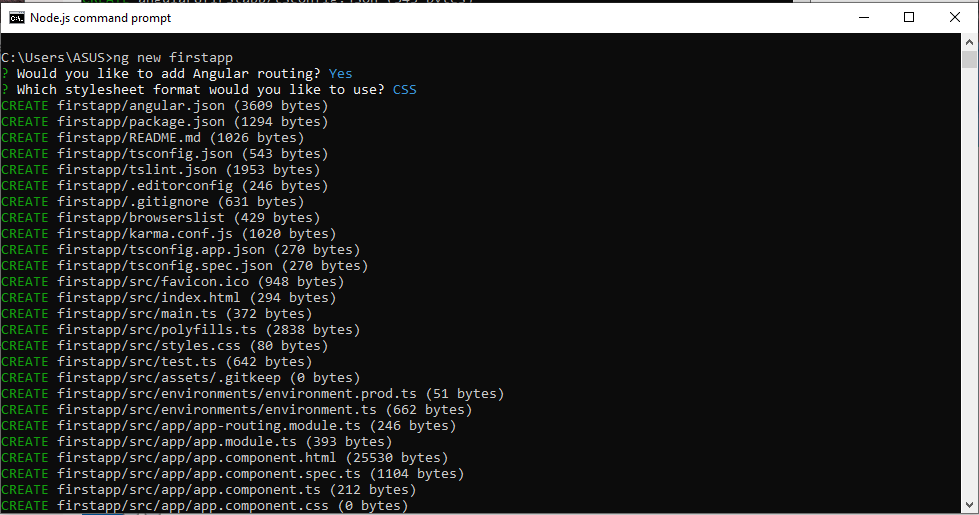 CREATE angular8firstapp/tsconfig.json (543 bytes)
Node.js command prompt
C:\Users\ASUS>ng new firstapp
? Would you like to add Angular routing? Yes
? Which stylesheet format would you like to use? CSS
CREATE firstapp/angular.json (3609 bytes)
CREATE firstapp/package.json (1294 bytes)
CREATE firstapp/README.md (1026 bytes)
CREATE firstapp/tsconfig.json (543 bytes)
CREATE firstapp/tslint.json (1953 bytes)
CREATE firstapp/.editorconfig (246 bytes)
CREATE firstapp/.gitignore (631 bytes)
CREATE firstapp/browserslist (429 bytes)
CREATE firstapp/karma.conf.js (1020 bytes)
CREATE firstapp/tsconfig.app.json (270 bytes)
CREATE firstapp/tsconfig.spec.json (270 bytes)
CREATE firstapp/src/favicon.ico (948 bytes)
CREATE firstapp/src/index.html (294 bytes)
CREATE firstapp/src/main.ts (372 bytes)
CREATE firstapp/src/polyfills.ts (2838 bytes)
CREATE firstapp/src/styles.css (80 bytes)
CREATE firstapp/src/test.ts (642 bytes)
CREATE firstapp/src/assets/.gitkeep (0 bytes)
CREATE firstapp/src/environments/environment.prod.ts (51 bytes)
CREATE firstapp/src/environments/environment.ts (662 bytes)
CREATE firstapp/src/app/app-routing.module.ts (246 bytes)
CREATE firstapp/src/app/app.module.ts (393 bytes)
CREATE firstapp/src/app/app.component.html (25530 bytes)
CREATE firstapp/src/app/app.component.spec.ts (1104 bytes)
CREATE firstapp/src/app/app.component.ts (212 bytes)
CREATE firstapp/src/app/app.component.css (0 bytes)